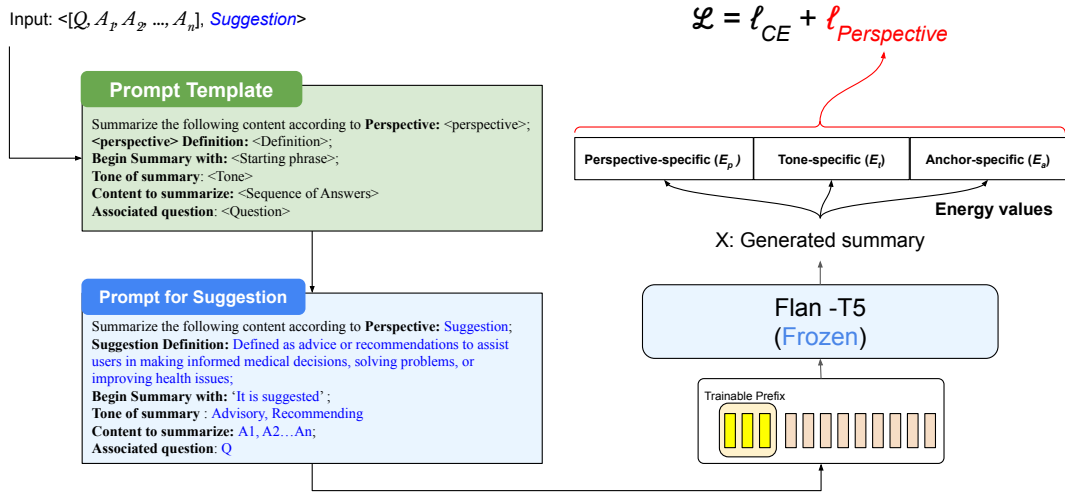 Input: <[Q, A1, A2, ..., An], Suggestion>
Prompt Template
Summarize the following content according to Perspective: <perspective>;
<perspective> Definition: <Definition>;
Begin Summary with: <Starting phrase>;
Tone of summary: <Tone>
Content to summarize: <Sequence of Answers>
Associated question: <Question>
Prompt for Suggestion
Summarize the following content according to Perspective: Suggestion;
Suggestion Definition: Defined as advice or recommendations to assist
users in making informed medical decisions, solving problems, or
improving health issues;
Begin Summary with: ‘It is suggested’ ;
Tone of summary : Advisory, Recommending
Content to summarize: A1, A2…An;
Associated question: Q
ℒ = ℓCE + ℓPerspective
Perspective-specific (Ep )
Tone-specific (Et)
Anchor-specific (Ea)
Energy values
X: Generated summary
Flan -T5
(Frozen)
Trainable Prefix